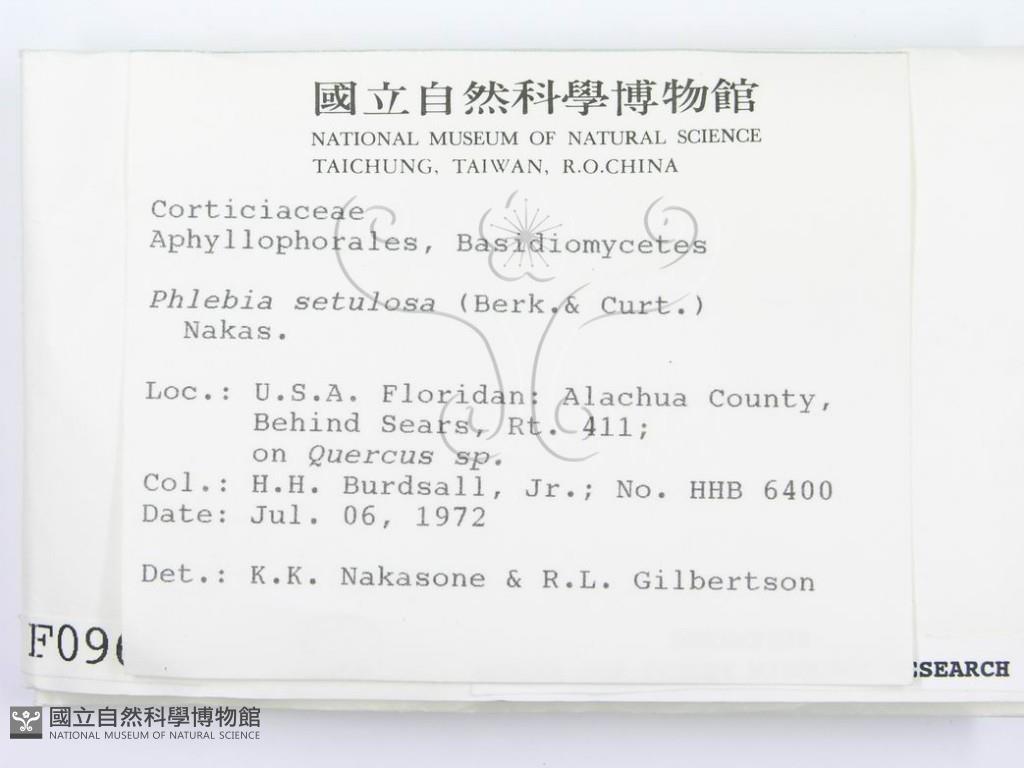 國立自然科學博物館
NATIONAL MUSEUM OF NATURAL SCIENCE
TAICHUNG, TAIWAN, R.O.CHINA
Corticiaceae
Aphyllophorales, Basidiomycetes
Phlebia setulosa (Berk.& Curt.)
Nakas.
Loc.: U.S.A. Floridan: Alachua County,
Behind Sears, Rt. 411;
on Quercus sp.
Col.: H.H. Burdsall, Jr.; No. HHB 6400
Date: Jul. 06, 1972
Det.: K.K. Nakasone & R.L. Gilbertson
F09
SEARCH
國立自然科學博物館
NATIONAL MUSEUM OF NATURAL SCIENCE